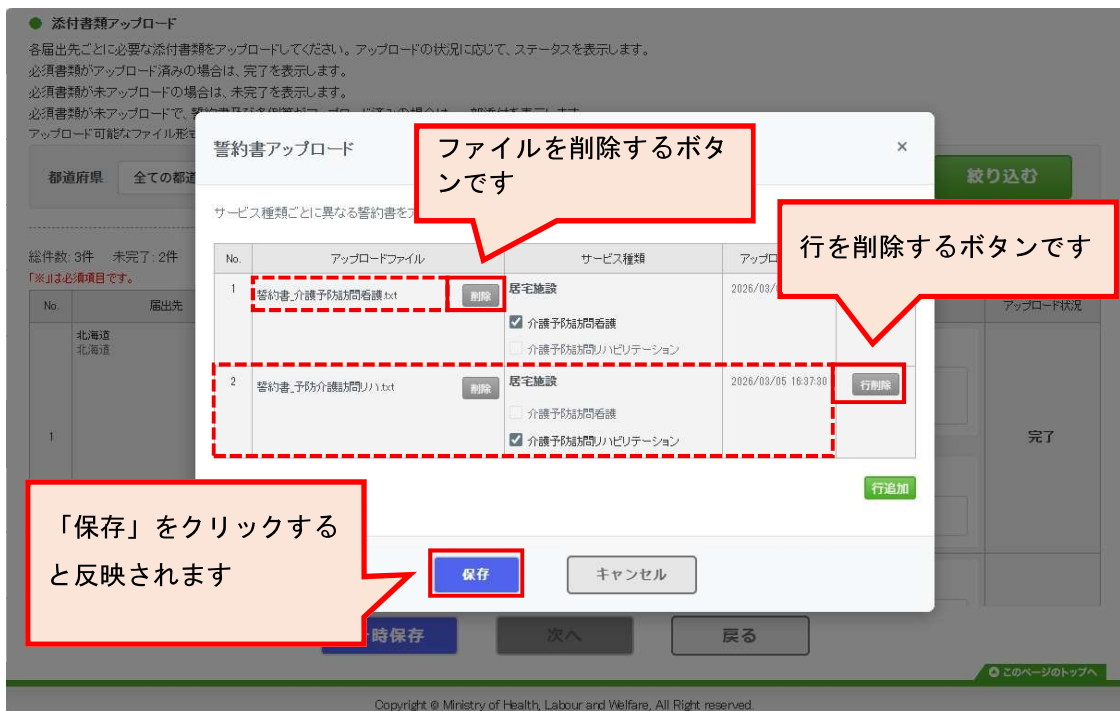 添付書類アップロード
各届出先ごとに必要な添付書類をアップロードしてください。アップロードの状況に応じて、ステータスを表示します。
必須書類がアップロード済みの場合は、完了を表示します。
必須書類が未アップロードの場合は、未完了を表示します。
必須書類が未アップロードで、
アップロード可能なファイル形式
誓約書アップロード
×
ファイルを削除するボタ
ンです
都道府県
全ての都道
絞り込む
サービス種類ごとに異なる誓約書をア
行を削除するボタンです
総件数: 3件 未完了: 2件
「※」は必須項目です。
No.
届出先
アップロード状況
No.
アップロードファイル
サービス種類
アップロ
北海道
北海道
1
誓約書_介護予防訪問看護.txt
削除
居宅施設
2026/03/
介護予防訪問看護
介護予防訪問リハビリテーション
2
誓約書_予防介護訪問リハ.txt
削除
居宅施設
2026/03/05 16:37:30
行削除
介護予防訪問看護
介護予防訪問リハビリテーション
1
完了
行追加
「保存」をクリックする
と反映されます
保存
キャンセル
時保存
次へ
戻る
このページのトップへ
Copyright © Ministry of Health, Labour and Welfare, All Right reserved.